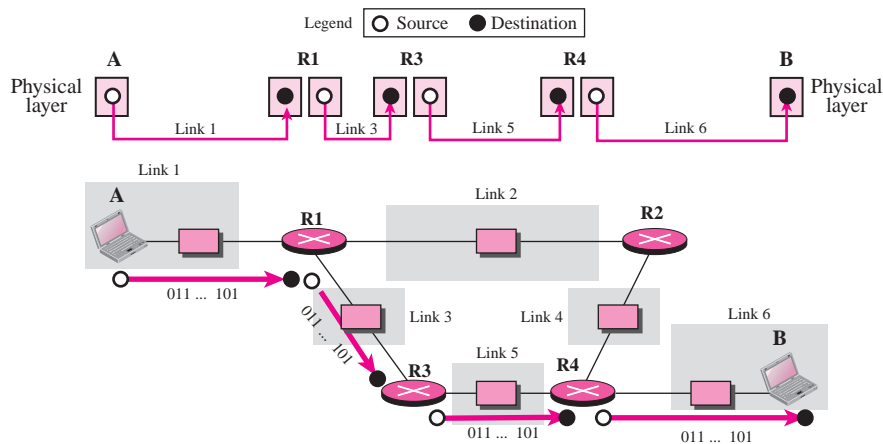 Legend Source Destination
A R1 R3 R4 B
Physical layer
Physical layer
Link 1 Link 3 Link 5 Link 6
Link 1
A
Link 2
R1
R2
011 ... 101
011 ... 101
Link 3
Link 4
Link 6
B
R3
Link 5
R4
011 ... 101
011 ... 101